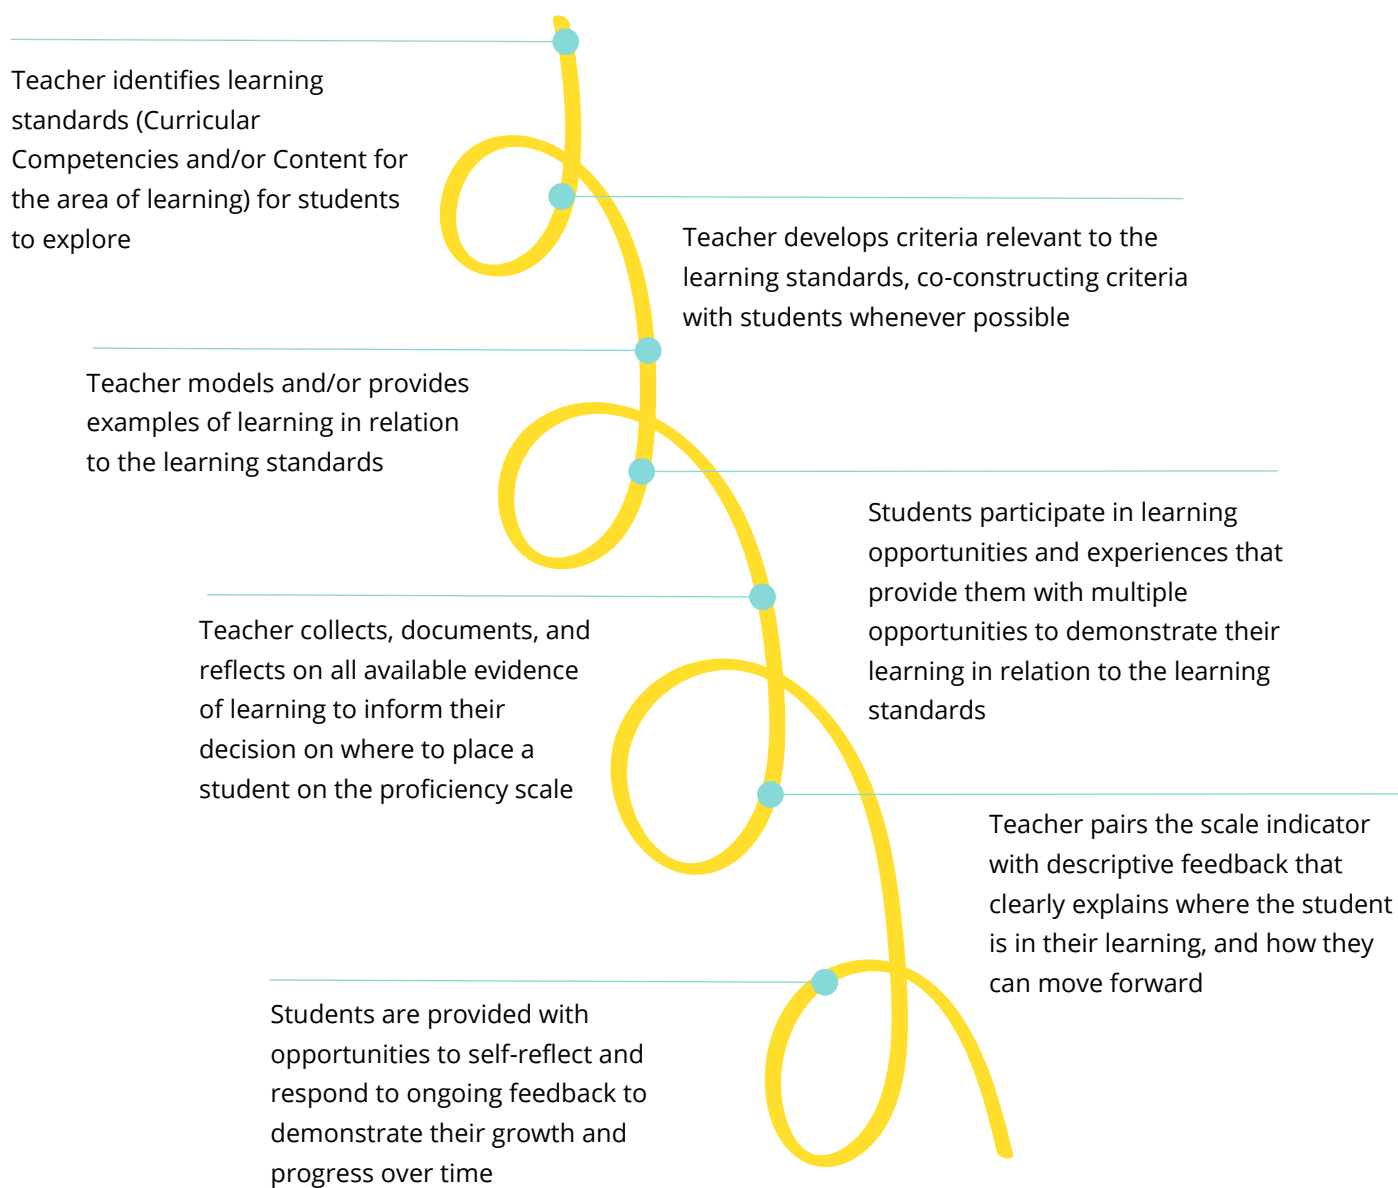 Teacher identifies learning
standards (Curricular
Competencies and/or Content for
the area of learning) for students
to explore
Teacher develops criteria relevant to the
learning standards, co-constructing criteria
with students whenever possible
Teacher models and/or provides
examples of learning in relation
to the learning standards
Students participate in learning
opportunities and experiences that
provide them with multiple
opportunities to demonstrate their
learning in relation to the learning
standards
Teacher collects, documents, and
reflects on all available evidence
of learning to inform their
decision on where to place a
student on the proficiency scale
Teacher pairs the scale indicator
with descriptive feedback that
clearly explains where the student
is in their learning, and how they
can move forward
Students are provided with
opportunities to self-reflect and
respond to ongoing feedback to
demonstrate their growth and
progress over time